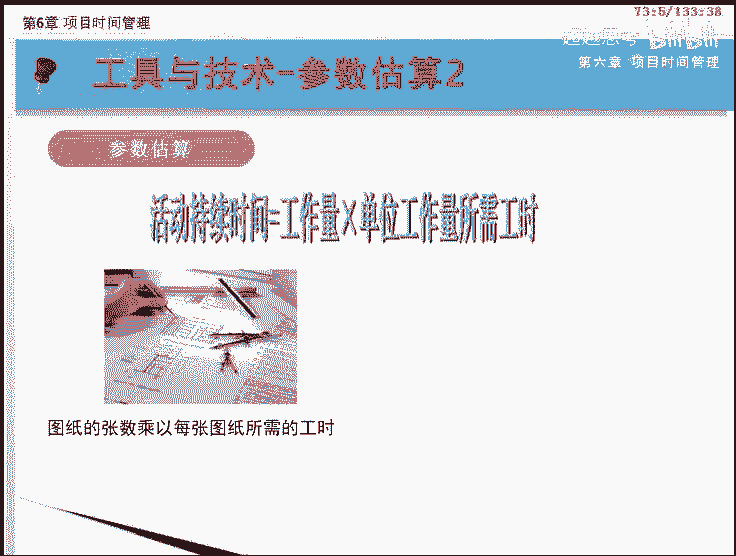 第6章 项目时间管理
73:5/133:38
bilibili
第六章 项目时间管理
工具与技术-参数估算2
参数估算
活动持续时间=工作量X单位工作量所需工时
图纸的张数乘以每张图纸所需的工时